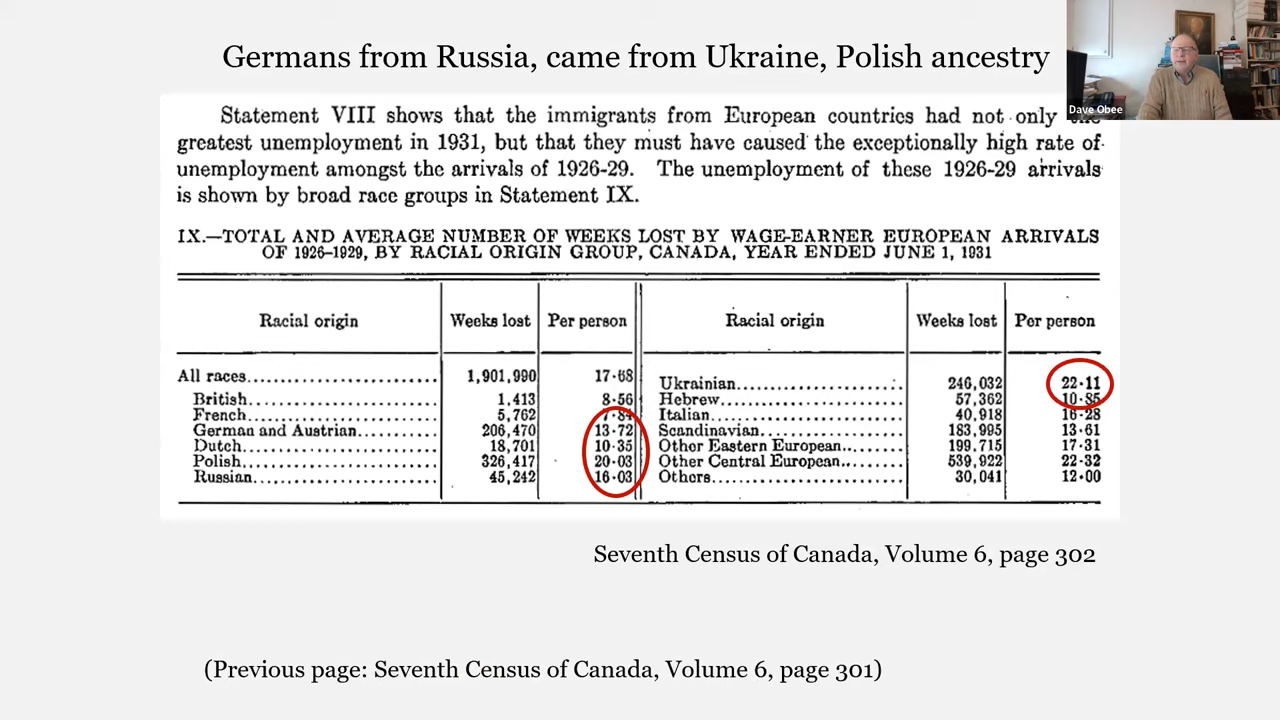 Germans from Russia, came from Ukraine, Polish ancestry
Dave Obee
Statement VIII shows that the immigrants from European countries had not only the
greatest unemployment in 1931, but that they must have caused the exceptionally high rate of
unemployment amongst the arrivals of 1926-29. The unemployment of these 1926-29 arrivals
is shown by broad race groups in Statement IX.
IX.—TOTAL AND AVERAGE NUMBER OF WEEKS LOST BY WAGE-EARNER EUROPEAN ARRIVALS
OF 1926-1929, BY RACIAL ORIGIN GROUP, CANADA, YEAR ENDED JUNE 1, 1931
Racial origin Weeks lost Per person Racial origin Weeks lost Per person
All races 1,901,990 17·68
British 1,413 8·56
French 5,762 7·84
German and Austrian 206,470 13·72
Dutch 18,701 10·35
Polish 326,417 20·03
Russian 45,242 16·03
Ukrainian 246,032 22·11
Hebrew 57,362 10·85
Italian 40,918 16·28
Scandinavian 183,995 13·61
Other Eastern European 199,715 17·31
Other Central European 539,922 22·32
Others 30,041 12·00
Seventh Census of Canada, Volume 6, page 302
(Previous page: Seventh Census of Canada, Volume 6, page 301)